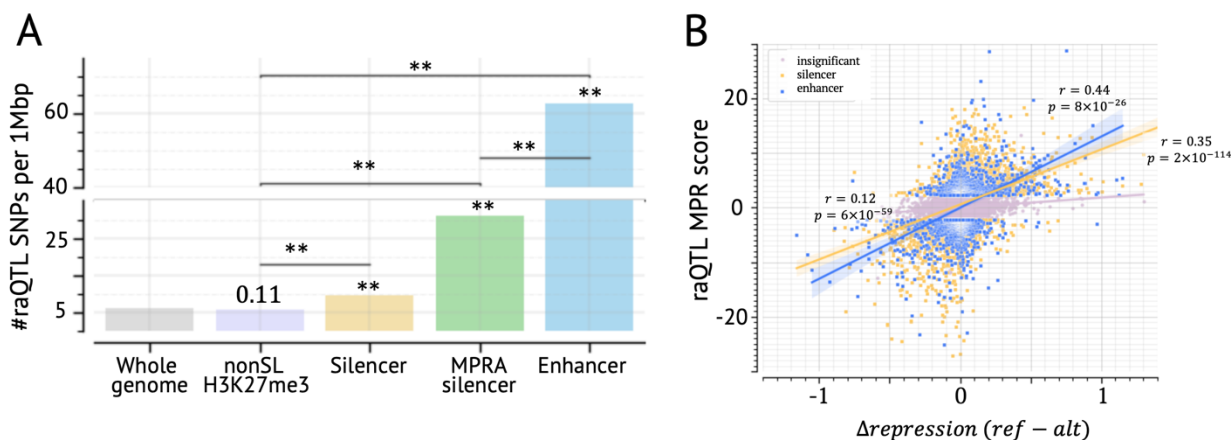 A
#raQTL SNPs per 1Mbp
60
40
25
5
**
**
**
**
**
**
**
0.11
**
Whole
genome
nonSL
H3K27me3
Silencer
MPRA
silencer
Enhancer
B
raQTL MPR score
20
0
-20
insignificant
silencer
enhancer
r = 0.44
p = 8×10⁻²⁶
r = 0.35
p = 2×10⁻¹¹⁴
r = 0.12
p = 6×10⁻⁵⁹
-1
0
1
Δrepression (ref − alt)